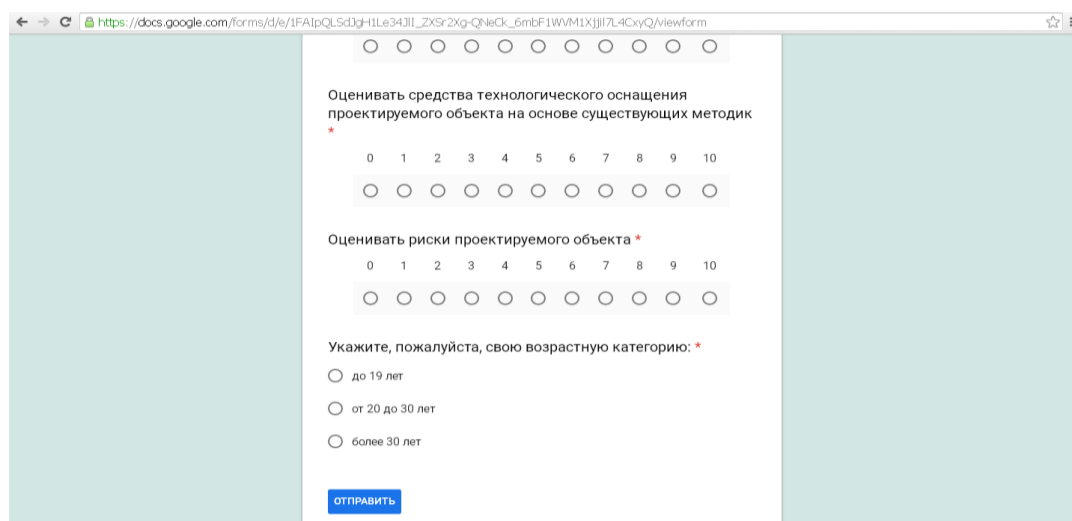 https://docs.google.com/forms/d/e/1FAIpQLSdJgH1Le34JlI_ZXSr2Xg-QNeCk_6mbF1WVM1XjjiI7L4CxyQ/viewform
Оценивать средства технологического оснащения
проектируемого объекта на основе существующих методик
*
0 1 2 3 4 5 6 7 8 9 10
Оценивать риски проектируемого объекта *
0 1 2 3 4 5 6 7 8 9 10
Укажите, пожалуйста, свою возрастную категорию: *
до 19 лет
от 20 до 30 лет
более 30 лет
ОТПРАВИТЬ